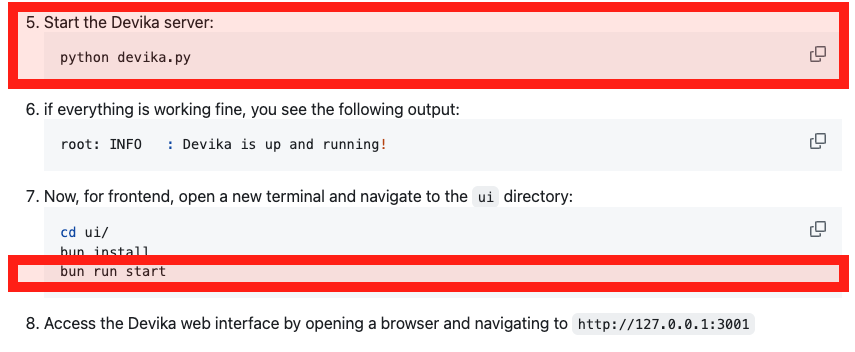 5. Start the Devika server:
python devika.py
6. if everything is working fine, you see the following output:
root: INFO   : Devika is up and running!
7. Now, for frontend, open a new terminal and navigate to the ui directory:
cd ui/
bun install
bun run start
8. Access the Devika web interface by opening a browser and navigating to http://127.0.0.1:3001